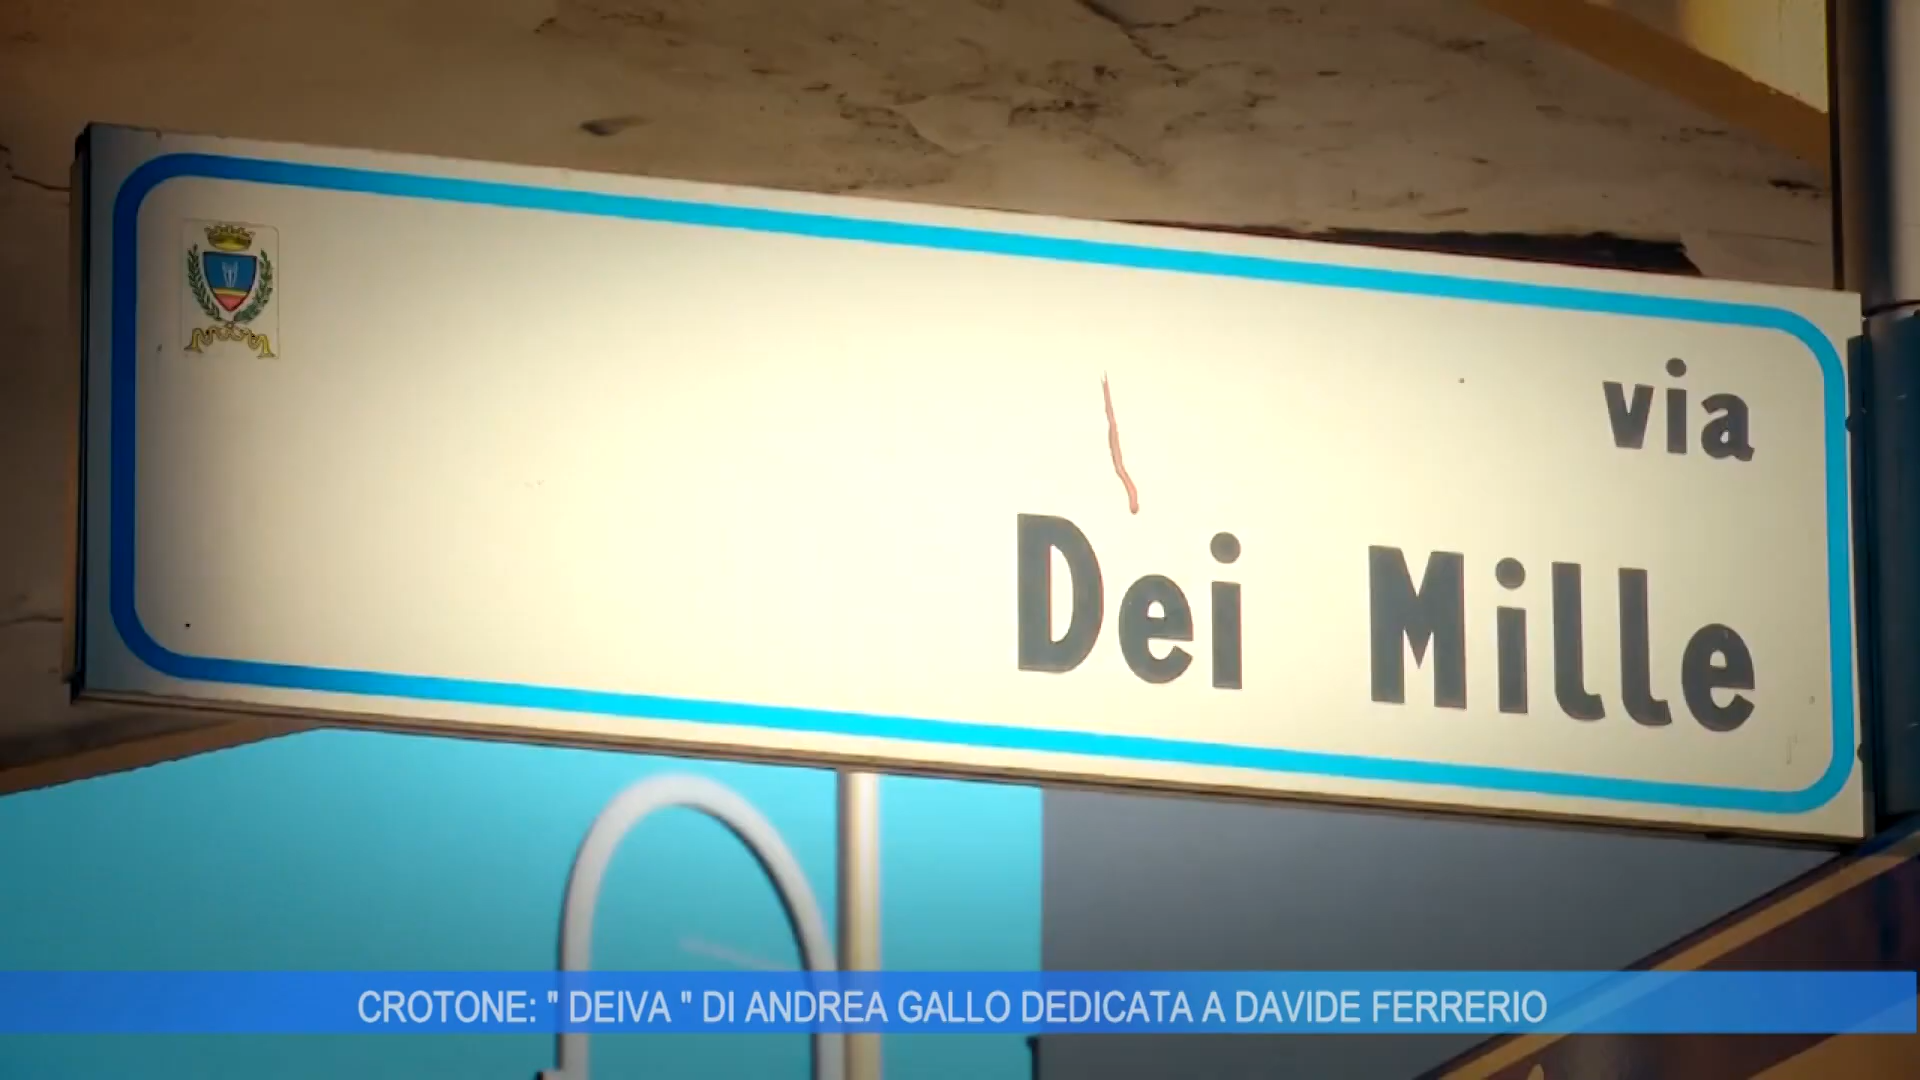 via
Dei Mille
CROTONE: " DEIVA " DI ANDREA GALLO DEDICATA A DAVIDE FERRERIO